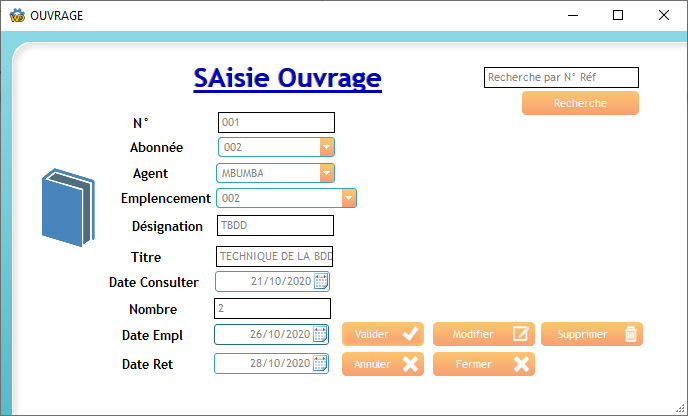 OUVRAGE
SAisie Ouvrage
Recherche par N° Réf
Recherche
N° 001
Abonnée 002
Agent MBUMBA
Emplencement 002
Désignation TBDD
Titre TECHNIQUE DE LA BDD
Date Consulter 21/10/2020
Nombre 2
Date Empl 26/10/2020 Valider Modifier Supprimer
Date Ret 28/10/2020 Annuler Fermer